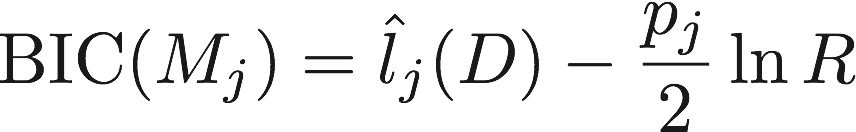 BIC(M_j) = \hat{l}_j(D) − \frac{p_j}{2} ln R